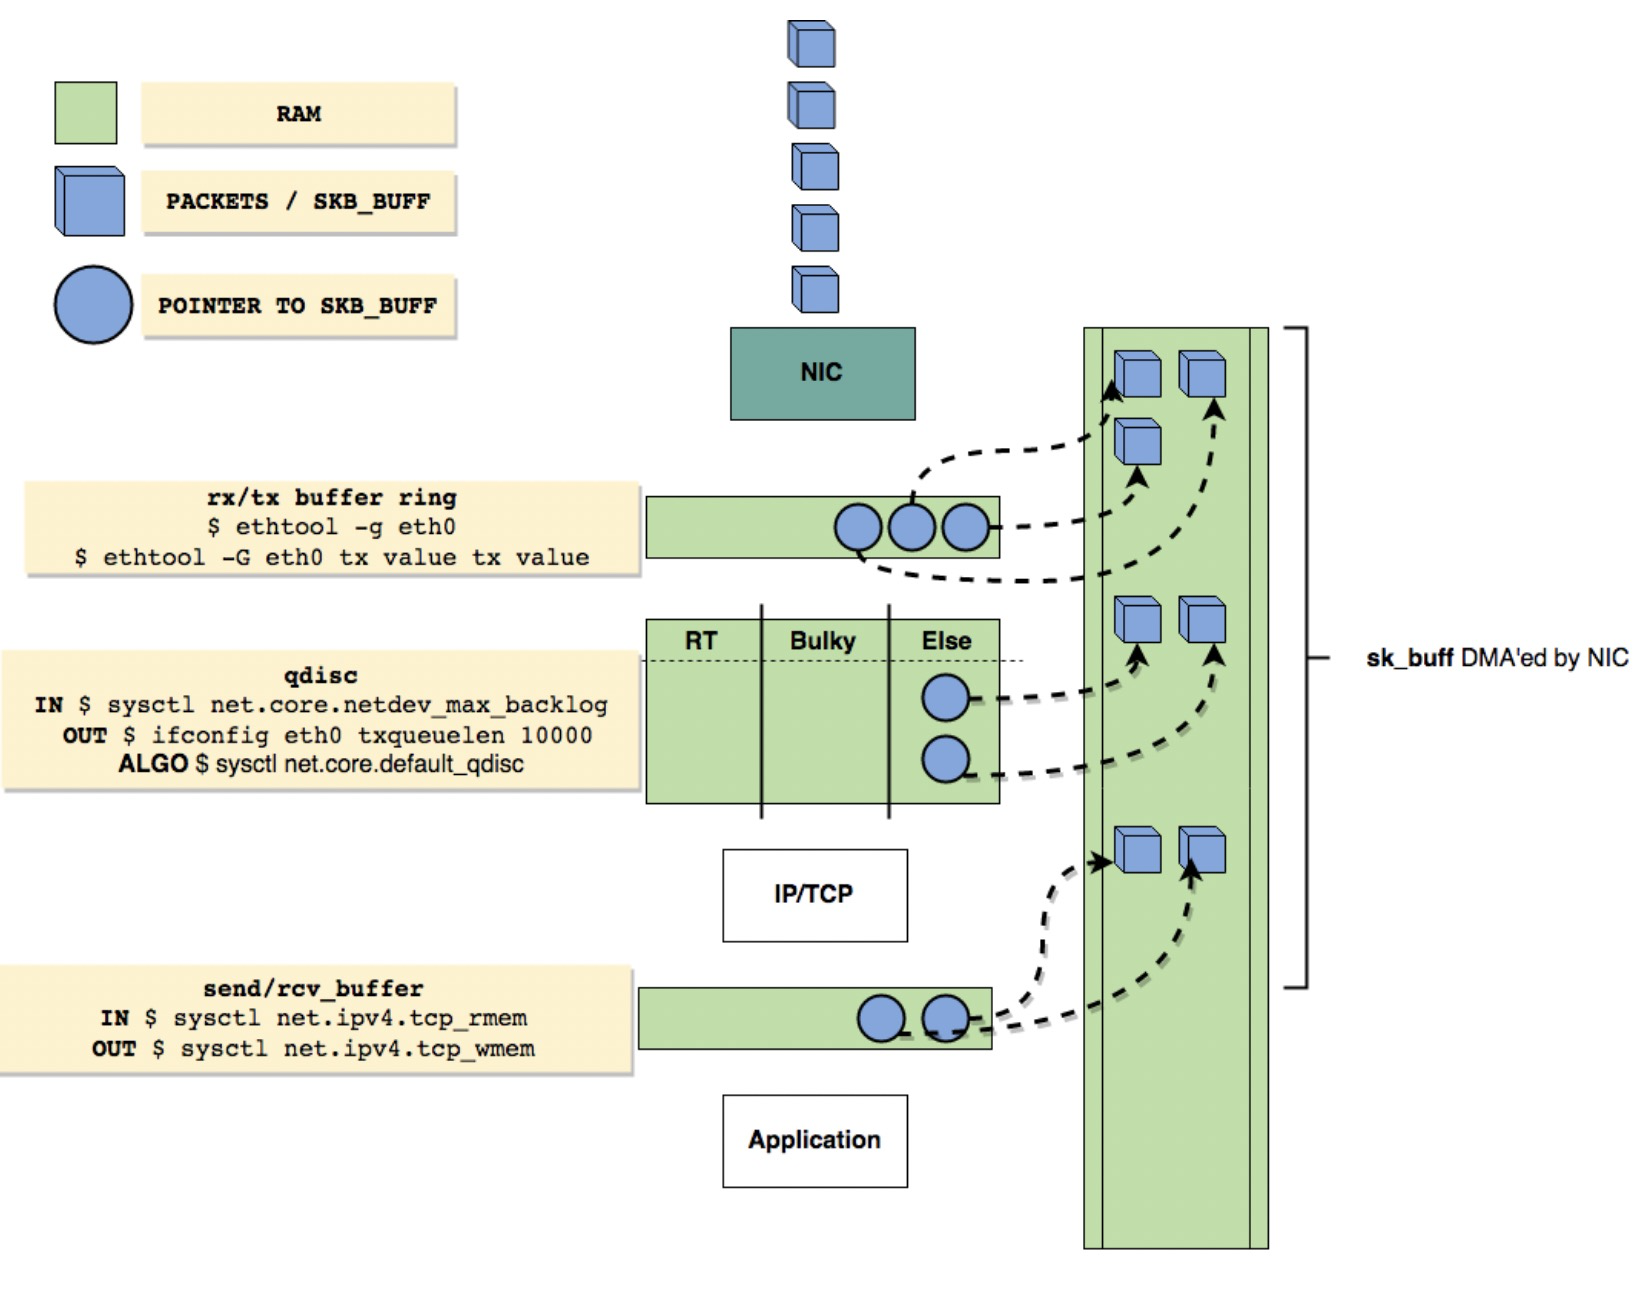 RAM
PACKETS / SKB_BUFF
POINTER TO SKB_BUFF
NIC
rx/tx buffer ring
$ ethtool -g eth0
$ ethtool -G eth0 tx value tx value
RT
Bulky
Else
qdisc
IN $ sysctl net.core.netdev_max_backlog
OUT $ ifconfig eth0 txqueuelen 10000
ALGO $ sysctl net.core.default_qdisc
sk_buff DMA'ed by NIC
IP/TCP
send/rcv_buffer
IN $ sysctl net.ipv4.tcp_rmem
OUT $ sysctl net.ipv4.tcp_wmem
Application